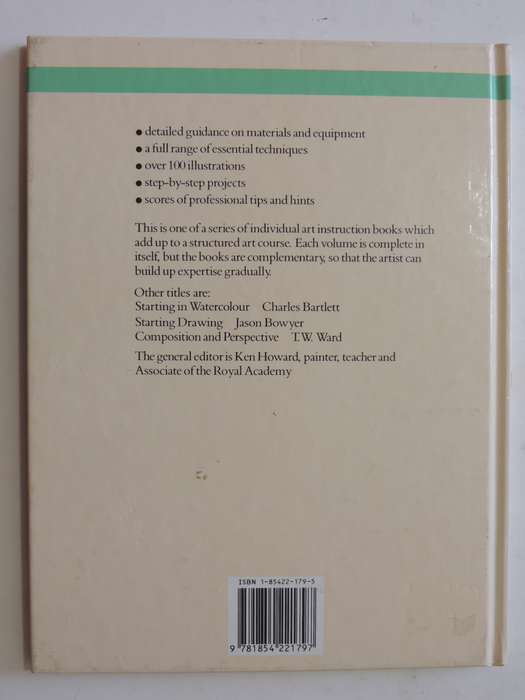 ● detailed guidance on materials and equipment
● a full range of essential techniques
● over 100 illustrations
● step-by-step projects
● scores of professional tips and hints
This is one of a series of individual art instruction books which
add up to a structured art course. Each volume is complete in
itself, but the books are complementary, so that the artist can
build up expertise gradually.
Other titles are:
Starting in Watercolour Charles Bartlett
Starting Drawing Jason Bowyer
Composition and Perspective T.W. Ward
The general editor is Ken Howard, painter, teacher and
Associate of the Royal Academy
ISBN 1-85422-179-5
9 781854 221797